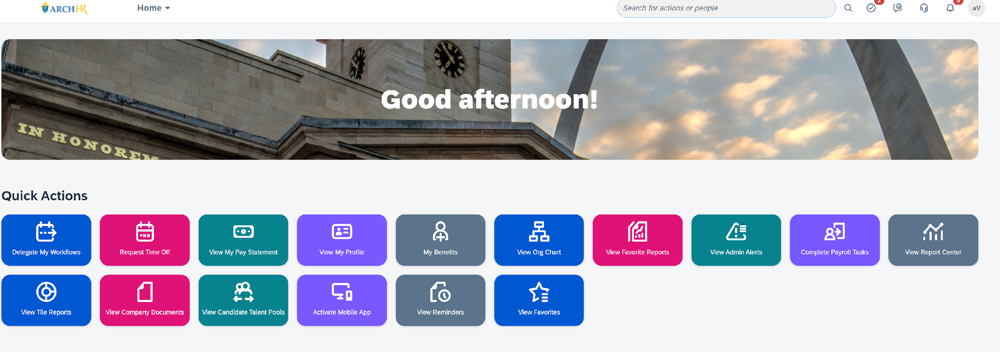 ARCHHR
Home
Search for actions or people
2
3
aV
Good afternoon!
IN HONOREM
Quick Actions
Delegate My Workflows
Request Time Off
View My Pay Statement
View My Profile
My Benefits
View Org Chart
View Favorite Reports
View Admin Alerts
Complete Payroll Tasks
View Report Center
View Tile Reports
View Company Documents
View Candidate Talent Pools
Activate Mobile App
View Reminders
View Favorites